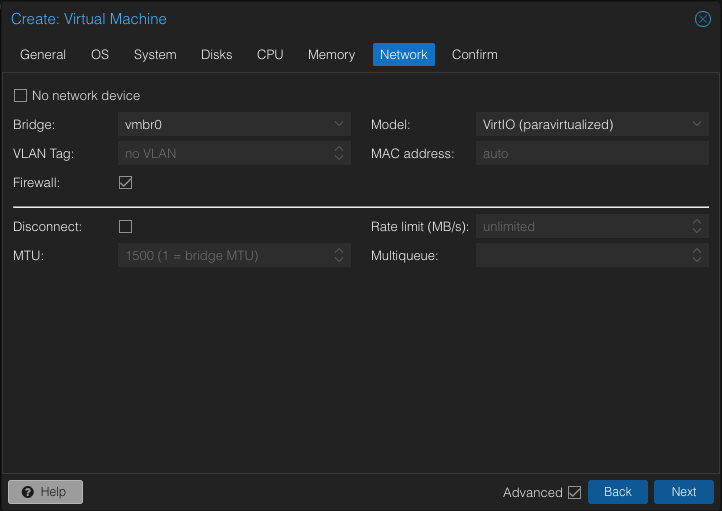 Create: Virtual Machine
General OS System Disks CPU Memory Network Confirm
No network device
Bridge: vmbr0 Model: VirtIO (paravirtualized)
VLAN Tag: no VLAN MAC address: auto
Firewall:
Disconnect: Rate limit (MB/s): unlimited
MTU: 1500 (1 = bridge MTU) Multiqueue:
Help Advanced Back Next